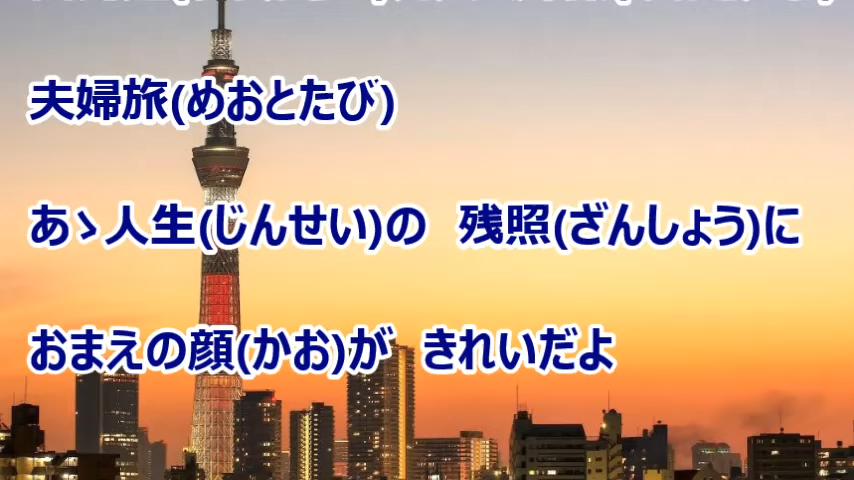 夫婦旅(めおとたび)
あゝ人生(じんせい)の　残照(ざんしょう)に
おまえの顔(かお)が　きれいだよ